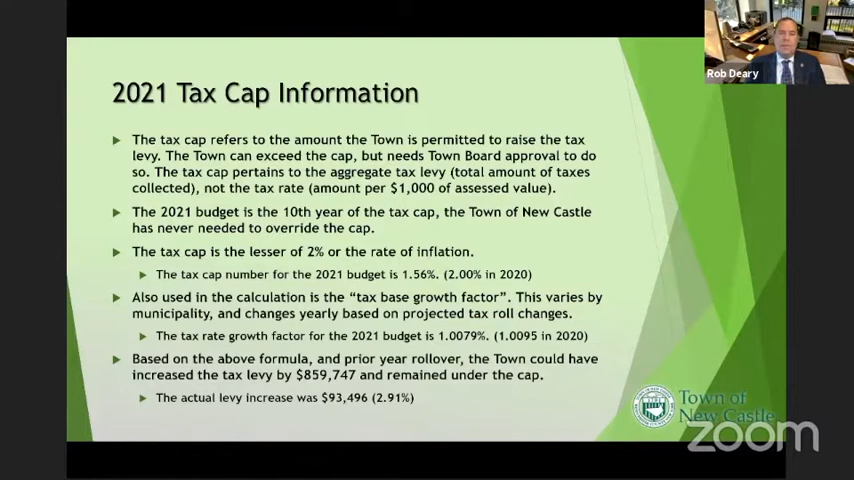 Rob Deary
2021 Tax Cap Information
The tax cap refers to the amount the Town is permitted to raise the tax
levy. The Town can exceed the cap, but needs Town Board approval to do
so. The tax cap pertains to the aggregate tax levy (total amount of taxes
collected), not the tax rate (amount per $1,000 of assessed value).
The 2021 budget is the 10th year of the tax cap, the Town of New Castle
has never needed to override the cap.
The tax cap is the lesser of 2% or the rate of inflation.
The tax cap number for the 2021 budget is 1.56%. (2.00% in 2020)
Also used in the calculation is the “tax base growth factor”. This varies by
municipality, and changes yearly based on projected tax roll changes.
The tax rate growth factor for the 2021 budget is 1.0079%. (1.0095 in 2020)
Based on the above formula, and prior year rollover, the Town could have
increased the tax levy by $859,747 and remained under the cap.
The actual levy increase was $93,496 (2.91%)
Town of
New Castle
zoom